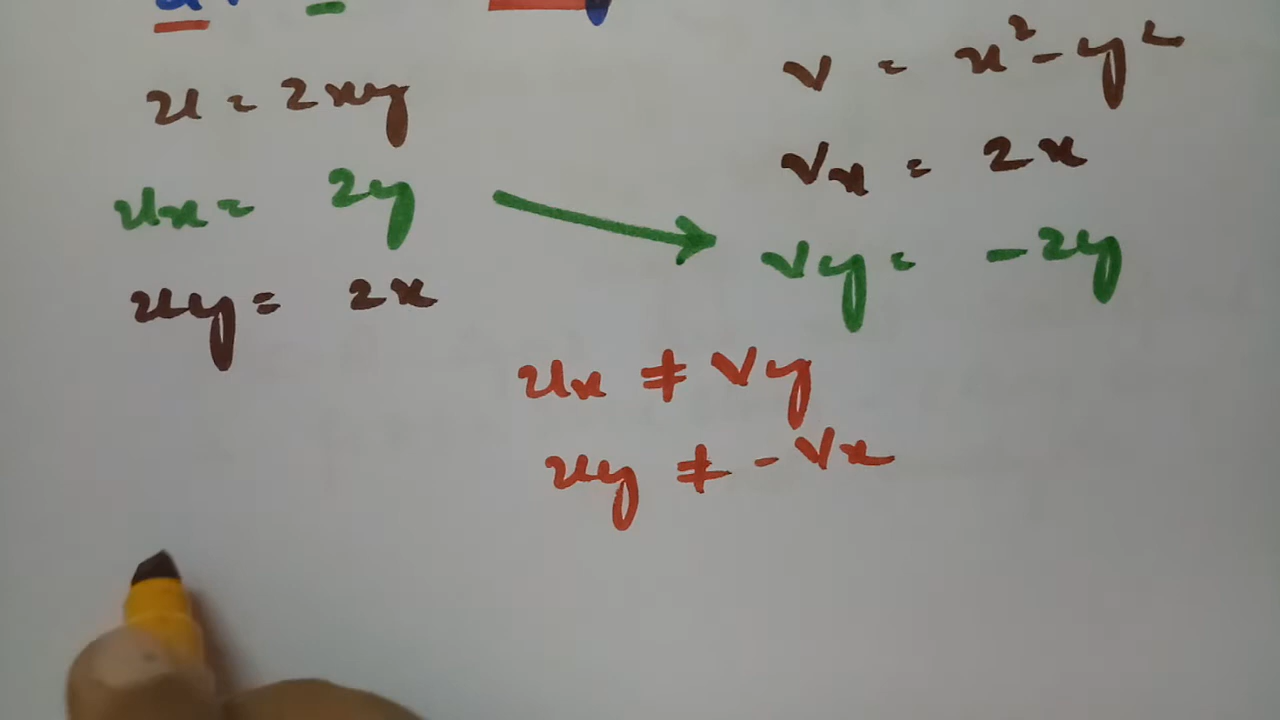 u = 2xy
v = x² - y²
ux = 2y
vx = 2x
uy = 2x
vy = -2y
ux ≠ vy
uy ≠ - vx